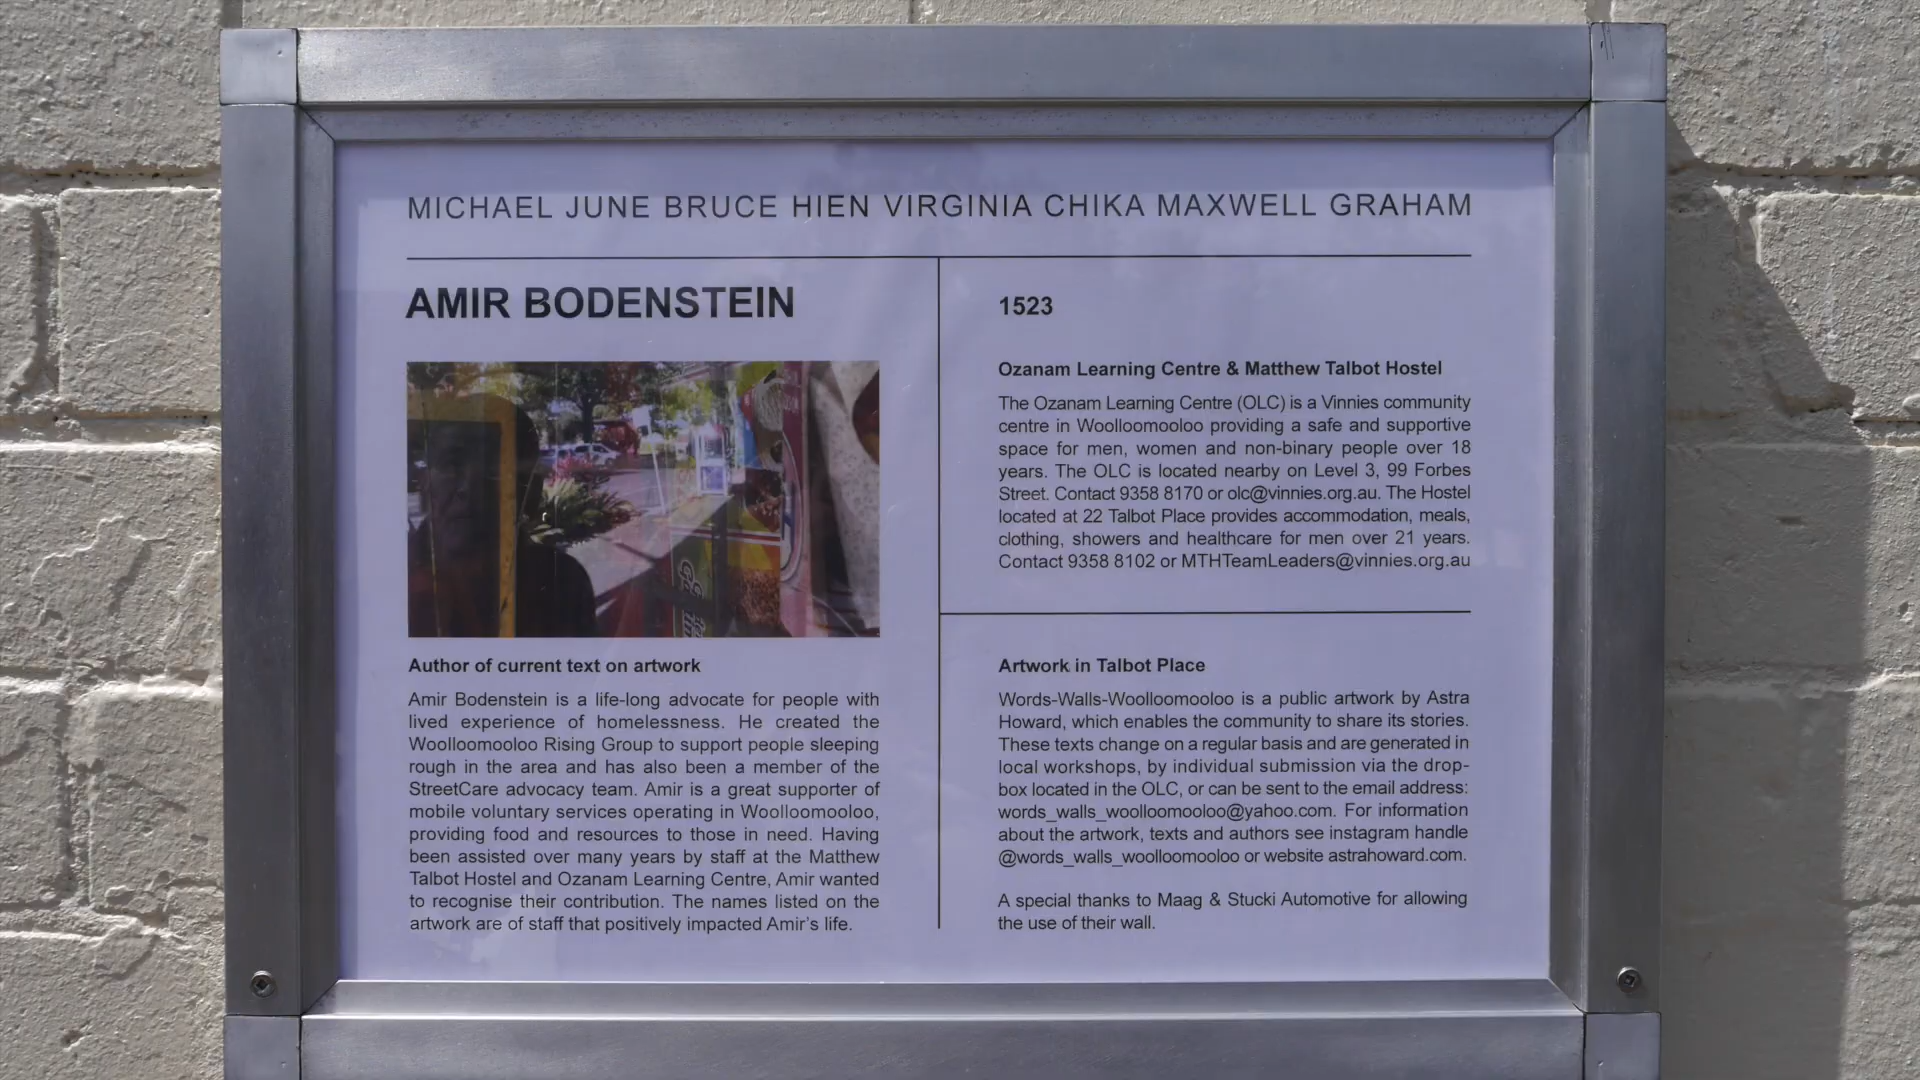 MICHAEL JUNE BRUCE HIEN VIRGINIA CHIKA MAXWELL GRAHAM
AMIR BODENSTEIN
Author of current text on artwork
Amir Bodenstein is a life-long advocate for people with
lived experience of homelessness. He created the
Woolloomooloo Rising Group to support people sleeping
rough in the area and has also been a member of the
StreetCare advocacy team. Amir is a great supporter of
mobile voluntary services operating in Woolloomooloo,
providing food and resources to those in need. Having
been assisted over many years by staff at the Matthew
Talbot Hostel and Ozanam Learning Centre, Amir wanted
to recognise their contribution. The names listed on the
artwork are of staff that positively impacted Amir's life.
1523
Ozanam Learning Centre & Matthew Talbot Hostel
The Ozanam Learning Centre (OLC) is a Vinnies community
centre in Woolloomooloo providing a safe and supportive
space for men, women and non-binary people over 18
years. The OLC is located nearby on Level 3, 99 Forbes
Street. Contact 9358 8170 or olc@vinnies.org.au. The Hostel
located at 22 Talbot Place provides accommodation, meals,
clothing, showers and healthcare for men over 21 years.
Contact 9358 8102 or MTHTeamLeaders@vinnies.org.au
Artwork in Talbot Place
Words-Walls-Woolloomooloo is a public artwork by Astra
Howard, which enables the community to share its stories.
These texts change on a regular basis and are generated in
local workshops, by individual submission via the drop-
box located in the OLC, or can be sent to the email address:
words_walls_woolloomooloo@yahoo.com. For information
about the artwork, texts and authors see instagram handle
@words_walls_woolloomooloo or website astrahoward.com.
A special thanks to Maag & Stucki Automotive for allowing
the use of their wall.